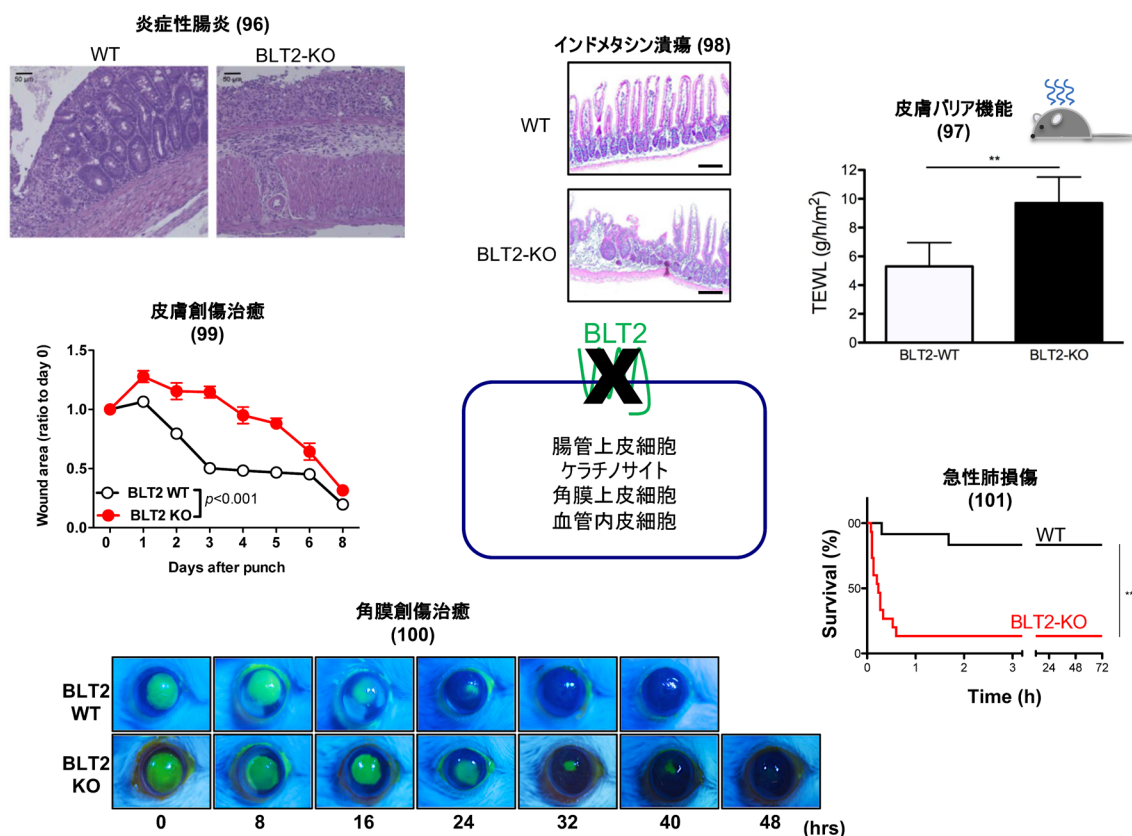 炎症性腸炎 (96)
WT
BLT2-KO
50 μm
50 μm
インドメタシン潰瘍 (98)
WT
BLT2-KO
皮膚バリア機能
(97)
**
TEWL (g/h/m²)
12
10
8
6
4
2
0
BLT2-WT
BLT2-KO
皮膚創傷治癒
(99)
Wound area (ratio to day 0)
1.5
1.0
0.5
0.0
BLT2 WT
BLT2 KO
p<0.001
0 1 2 3 4 5 6 8
Days after punch
BLT2
X
腸管上皮細胞
ケラチノサイト
角膜上皮細胞
血管内皮細胞
急性肺損傷
(101)
Survival (%)
00
50
0
WT
BLT2-KO
**
0 1 2 3 24 48 72
Time (h)
角膜創傷治癒
(100)
BLT2
WT
BLT2
KO
0 8 16 24 32 40 48 (hrs)